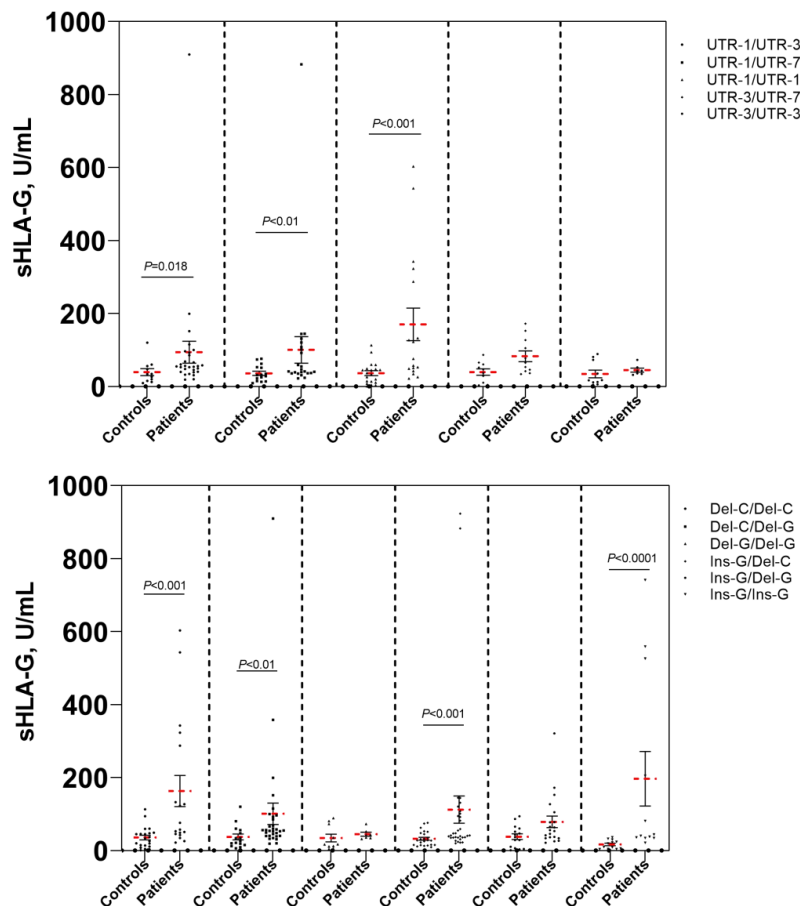 1000
800
600
400
200
0
sHLA-G, U/mL
P=0.018
P<0.01
P<0.001
UTR-1/UTR-3
UTR-1/UTR-7
UTR-1/UTR-1
UTR-3/UTR-7
UTR-3/UTR-3
Controls
Patients
Controls
Patients
Controls
Patients
Controls
Patients
Controls
Patients
1000
800
600
400
200
0
sHLA-G, U/mL
P<0.001
P<0.01
P<0.001
P<0.0001
Del-C/Del-C
Del-C/Del-G
Del-G/Del-G
Ins-G/Del-C
Ins-G/Del-G
Ins-G/Ins-G
Controls
Patients
Controls
Patients
Controls
Patients
Controls
Patients
Controls
Patients
Controls
Patients